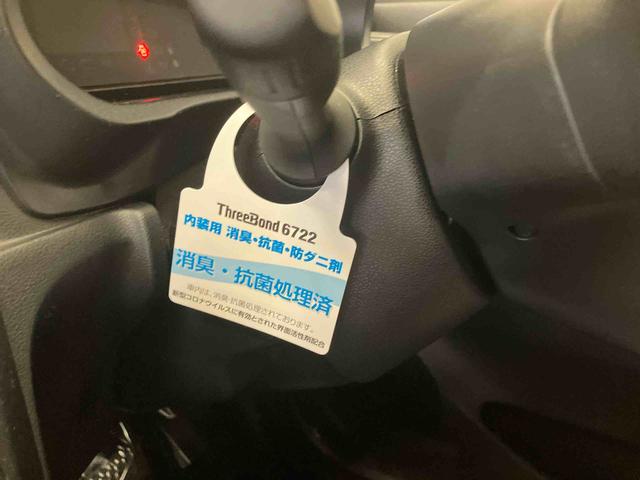 ThreeBond 6722
内装用 消臭・抗菌・防ダニ剤
消臭・抗菌処理済
車内は、消臭・抗菌処理されております。
新型コロナウイルスに有効とされた界面活性剤配合